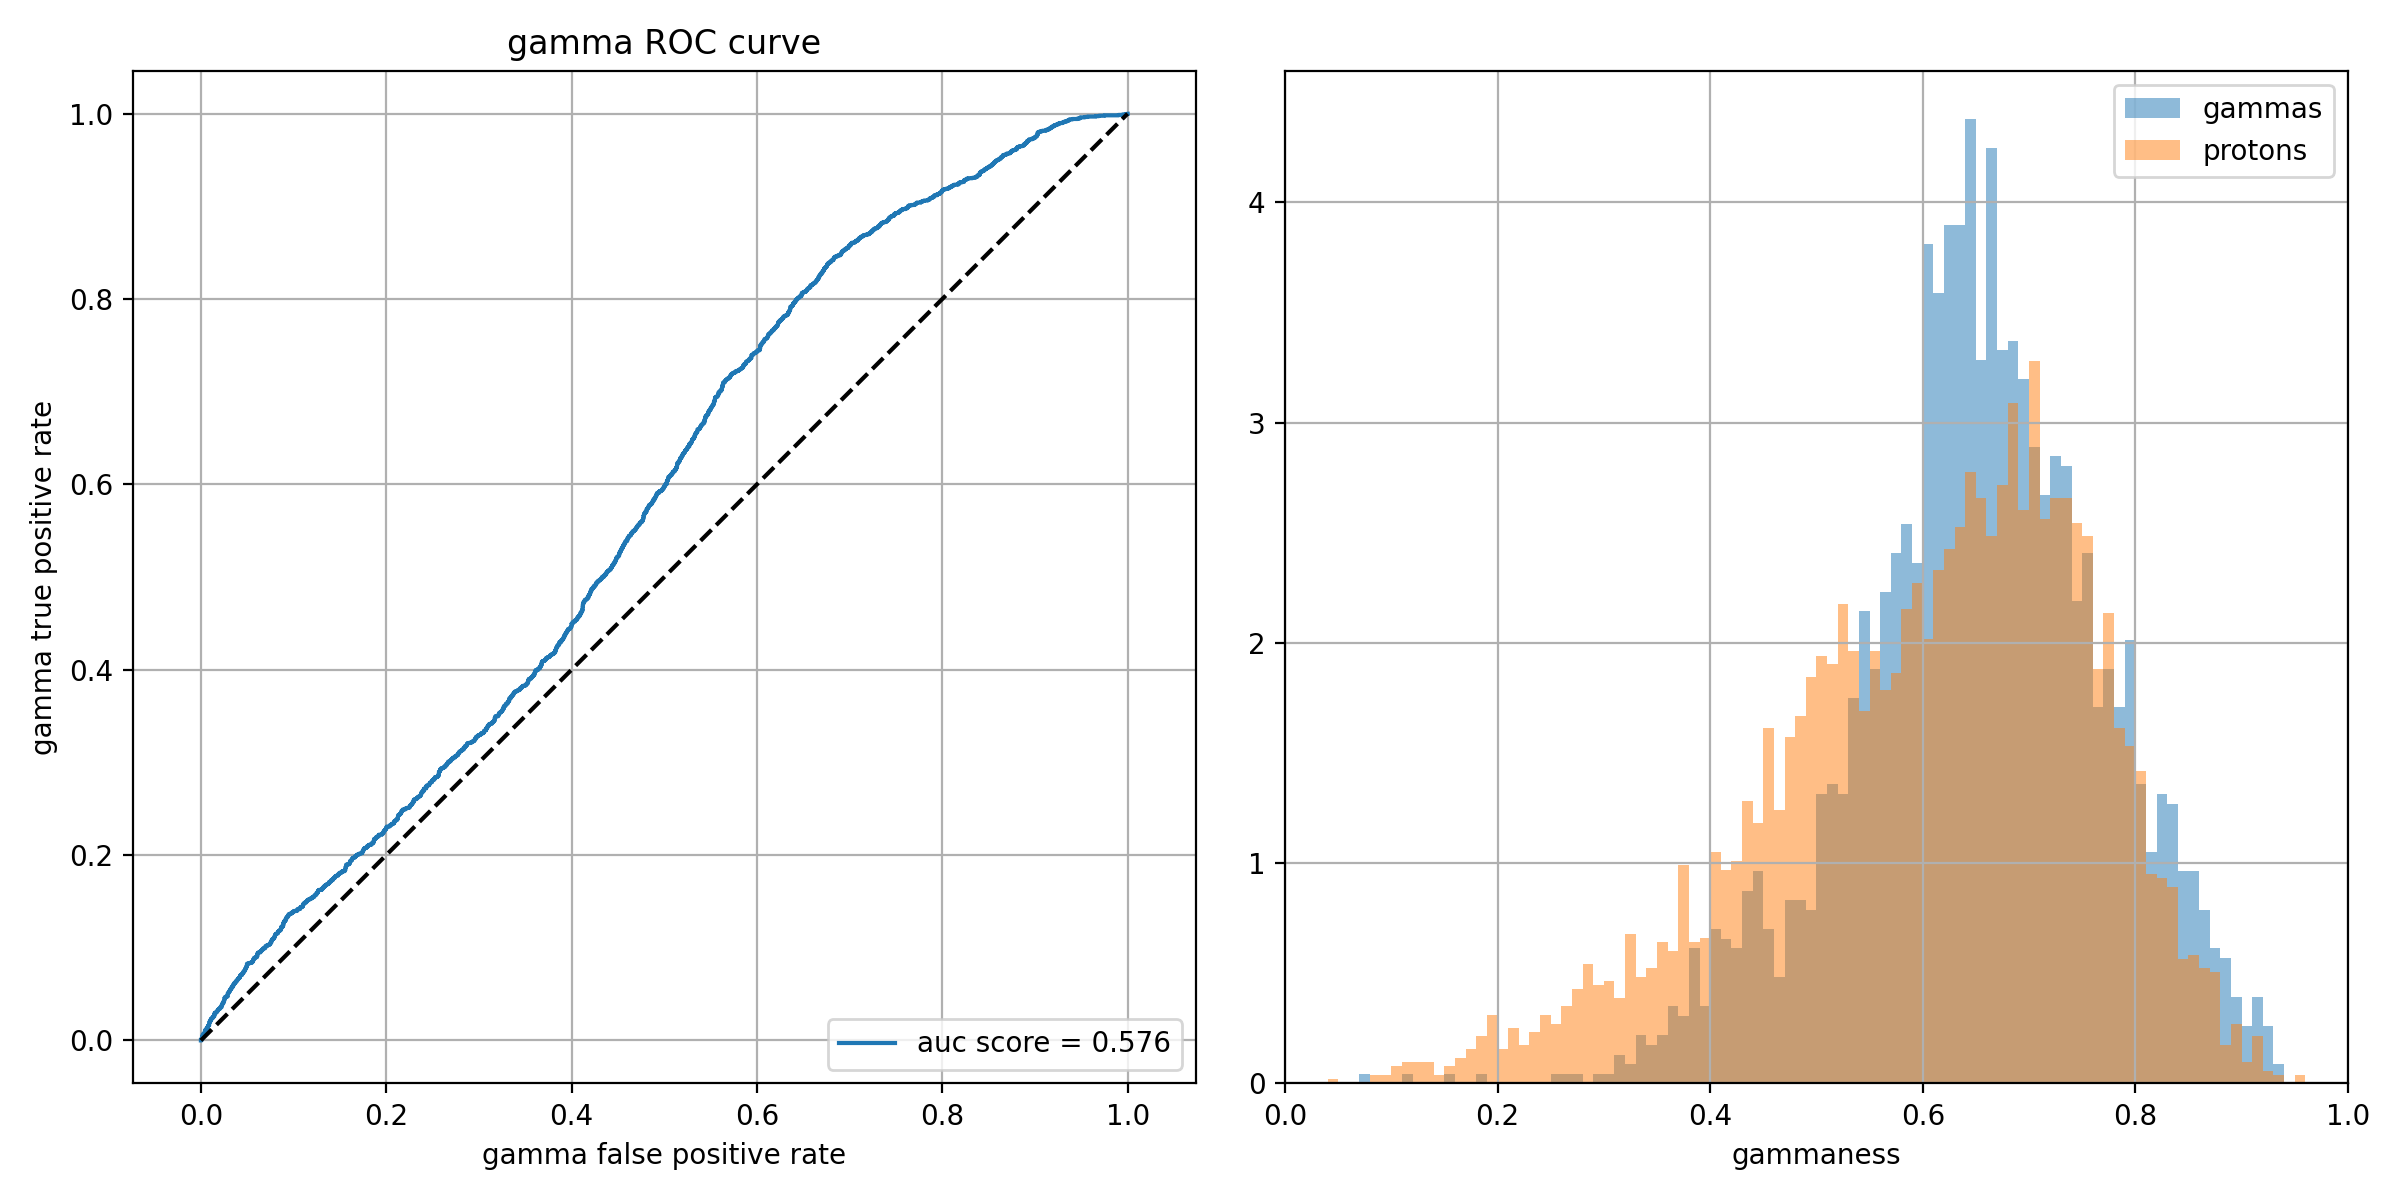 gamma ROC curve
gamma true positive rate
1.0
0.8
0.6
0.4
0.2
0.0
auc score = 0.576
0.0 0.2 0.4 0.6 0.8 1.0
gamma false positive rate
gammas
protons
4
3
2
1
0
0.0 0.2 0.4 0.6 0.8 1.0
gammaness